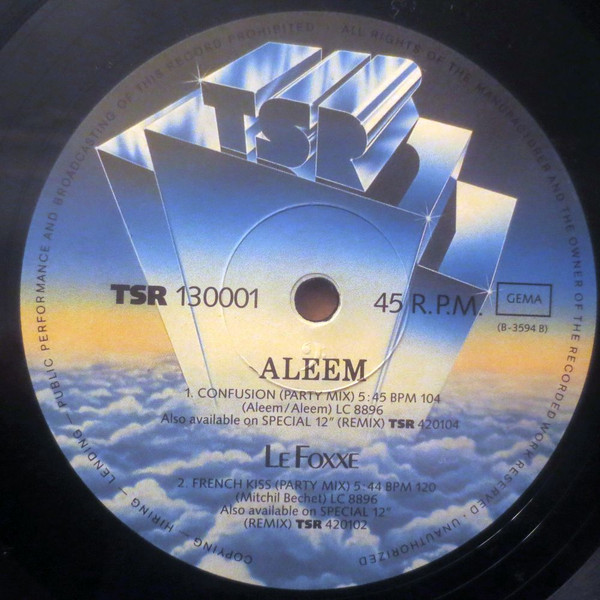 TSR
TSR 130001
45 R.P.M.
GEMA
(B-3594 B)
ALEEM
1. CONFUSION (PARTY MIX) 5:45 BPM 104
(Aleem/Aleem) LC 8896
Also available on SPECIAL 12" (REMIX) TSR 420104
LEFOXXE
2. FRENCH KISS (PARTY MIX) 5:44 BPM 120
(Mitchil Bechet) LC 8896
Also available on SPECIAL 12"
(REMIX) TSR 420102
ALL RIGHTS OF THE MANUFACTURER AND THE OWNER OF THE RECORDED WORK RESERVED · UNAUTHORIZED
COPYING – HIRING – LENDING – PUBLIC PERFORMANCE AND BROADCASTING OF THIS RECORD PROHIBITED